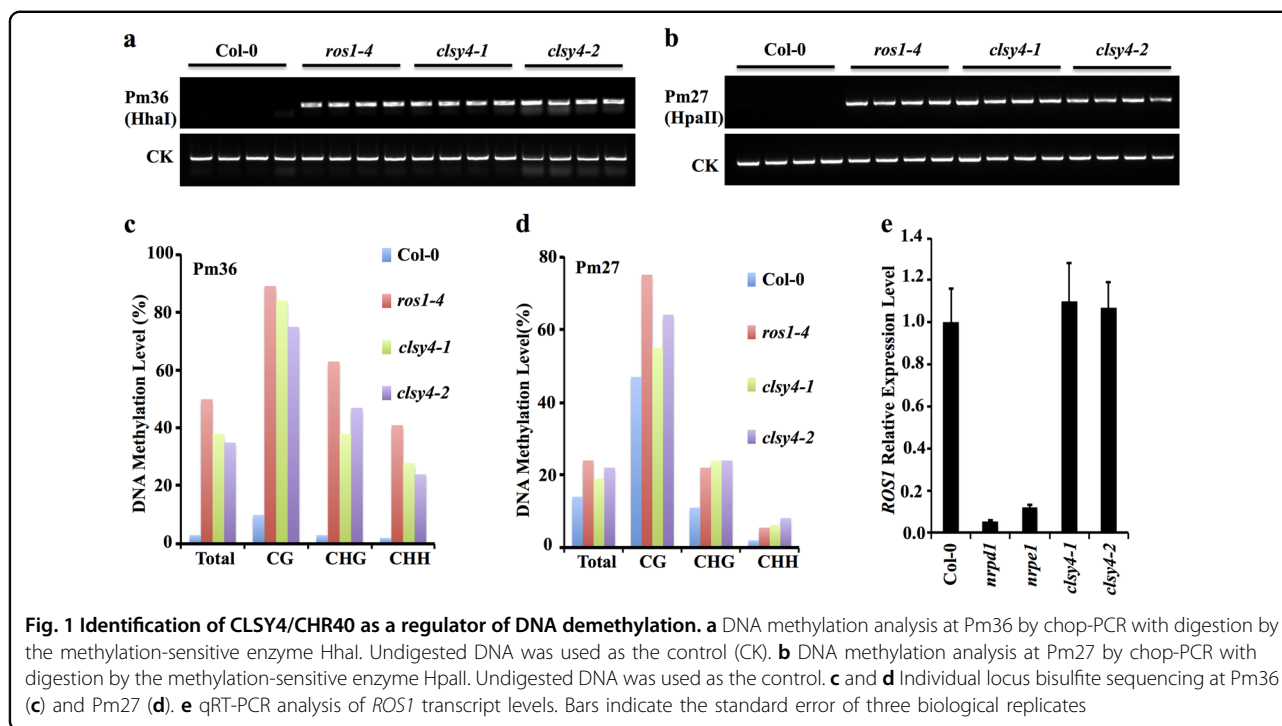 a
Col-0 ros1-4 clsy4-1 clsy4-2
Pm36
(HhaI)
CK
b
Col-0 ros1-4 clsy4-1 clsy4-2
Pm27
(HpaII)
CK
c
Pm36
DNA Methylation Level (%)
100
80
60
40
20
0
Total CG CHG CHH
Col-0
ros1-4
clsy4-1
clsy4-2
d
Pm27
DNA Methylation Level(%)
80
60
40
20
0
Total CG CHG CHH
Col-0
ros1-4
clsy4-1
clsy4-2
e
ROS1 Relative Expression Level
1.4
1.2
1.0
0.8
0.6
0.4
0.2
0.0
Col-0
nrpd1
nrpe1
clsy4-1
clsy4-2
Fig. 1 Identification of CLSY4/CHR40 as a regulator of DNA demethylation. a DNA methylation analysis at Pm36 by chop-PCR with digestion by
the methylation-sensitive enzyme HhaI. Undigested DNA was used as the control (CK). b DNA methylation analysis at Pm27 by chop-PCR with
digestion by the methylation-sensitive enzyme HpaII. Undigested DNA was used as the control. c and d Individual locus bisulfite sequencing at Pm36
(c) and Pm27 (d). e qRT-PCR analysis of ROS1 transcript levels. Bars indicate the standard error of three biological replicates